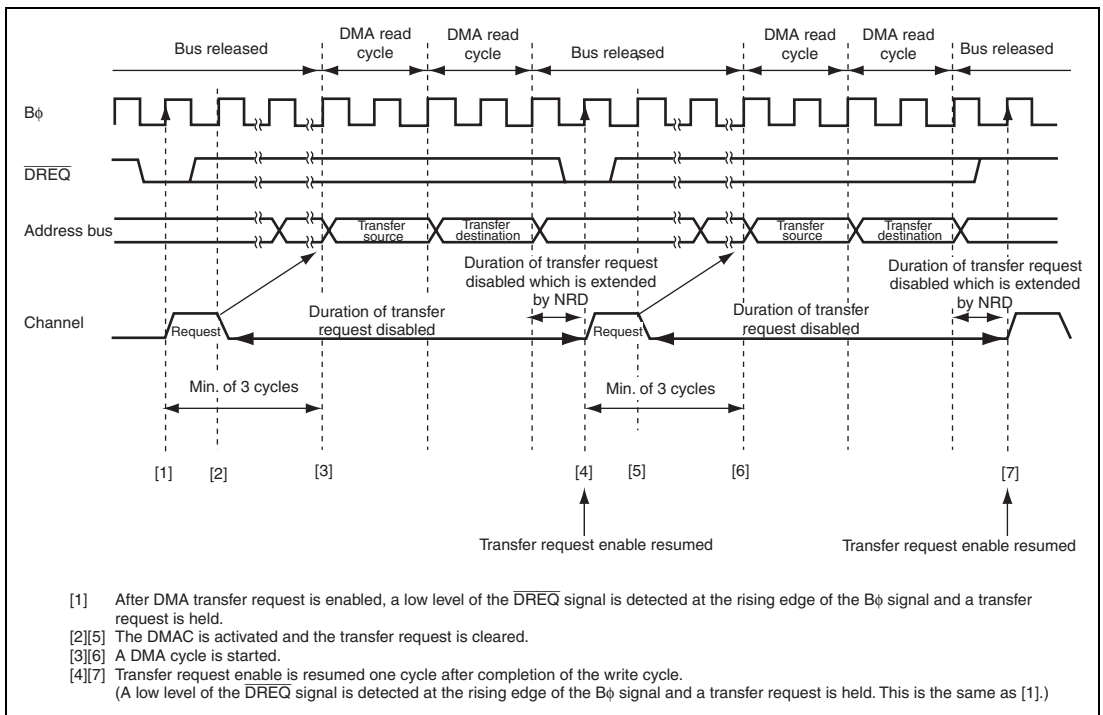 Bus released
DMA read
cycle
DMA read
cycle
Bus released
DMA read
cycle
DMA read
cycle
Bus released
Bφ
DREQ
Address bus
Transfer
source
Transfer
destination
Transfer
source
Transfer
destination
Duration of transfer request
disabled which is extended
by NRD
Duration of transfer request
disabled which is extended
by NRD
Channel
Request
Duration of transfer
request disabled
Request
Duration of transfer
request disabled
Min. of 3 cycles
Min. of 3 cycles
[1]
[2]
[3]
[4]
[5]
[6]
[7]
Transfer request enable resumed
Transfer request enable resumed
[1] After DMA transfer request is enabled, a low level of the DREQ signal is detected at the rising edge of the Bφ signal and a transfer
request is held.
[2][5] The DMAC is activated and the transfer request is cleared.
[3][6] A DMA cycle is started.
[4][7] Transfer request enable is resumed one cycle after completion of the write cycle.
(A low level of the DREQ signal is detected at the rising edge of the Bφ signal and a transfer request is held. This is the same as [1].)